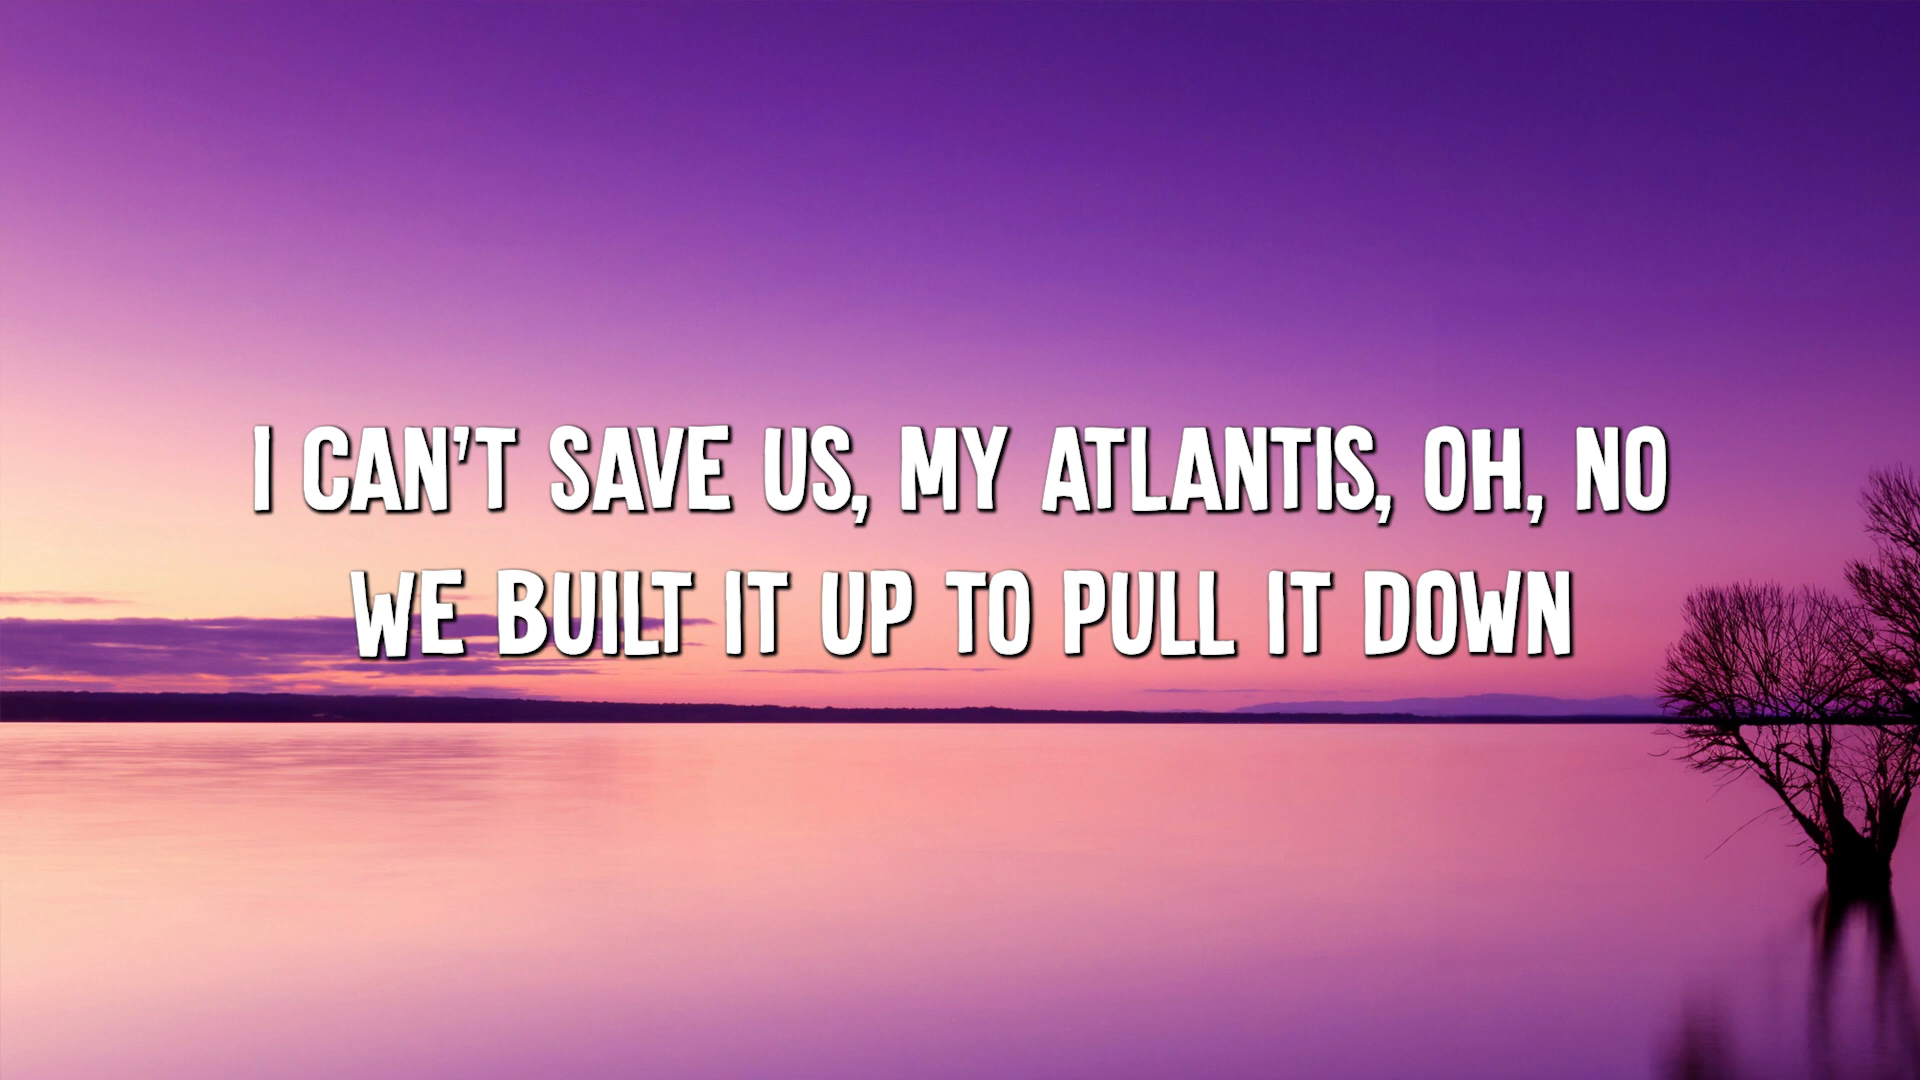 I CAN'T SAVE US, MY ATLANTIS, OH, NO
WE BUILT IT UP TO PULL IT DOWN